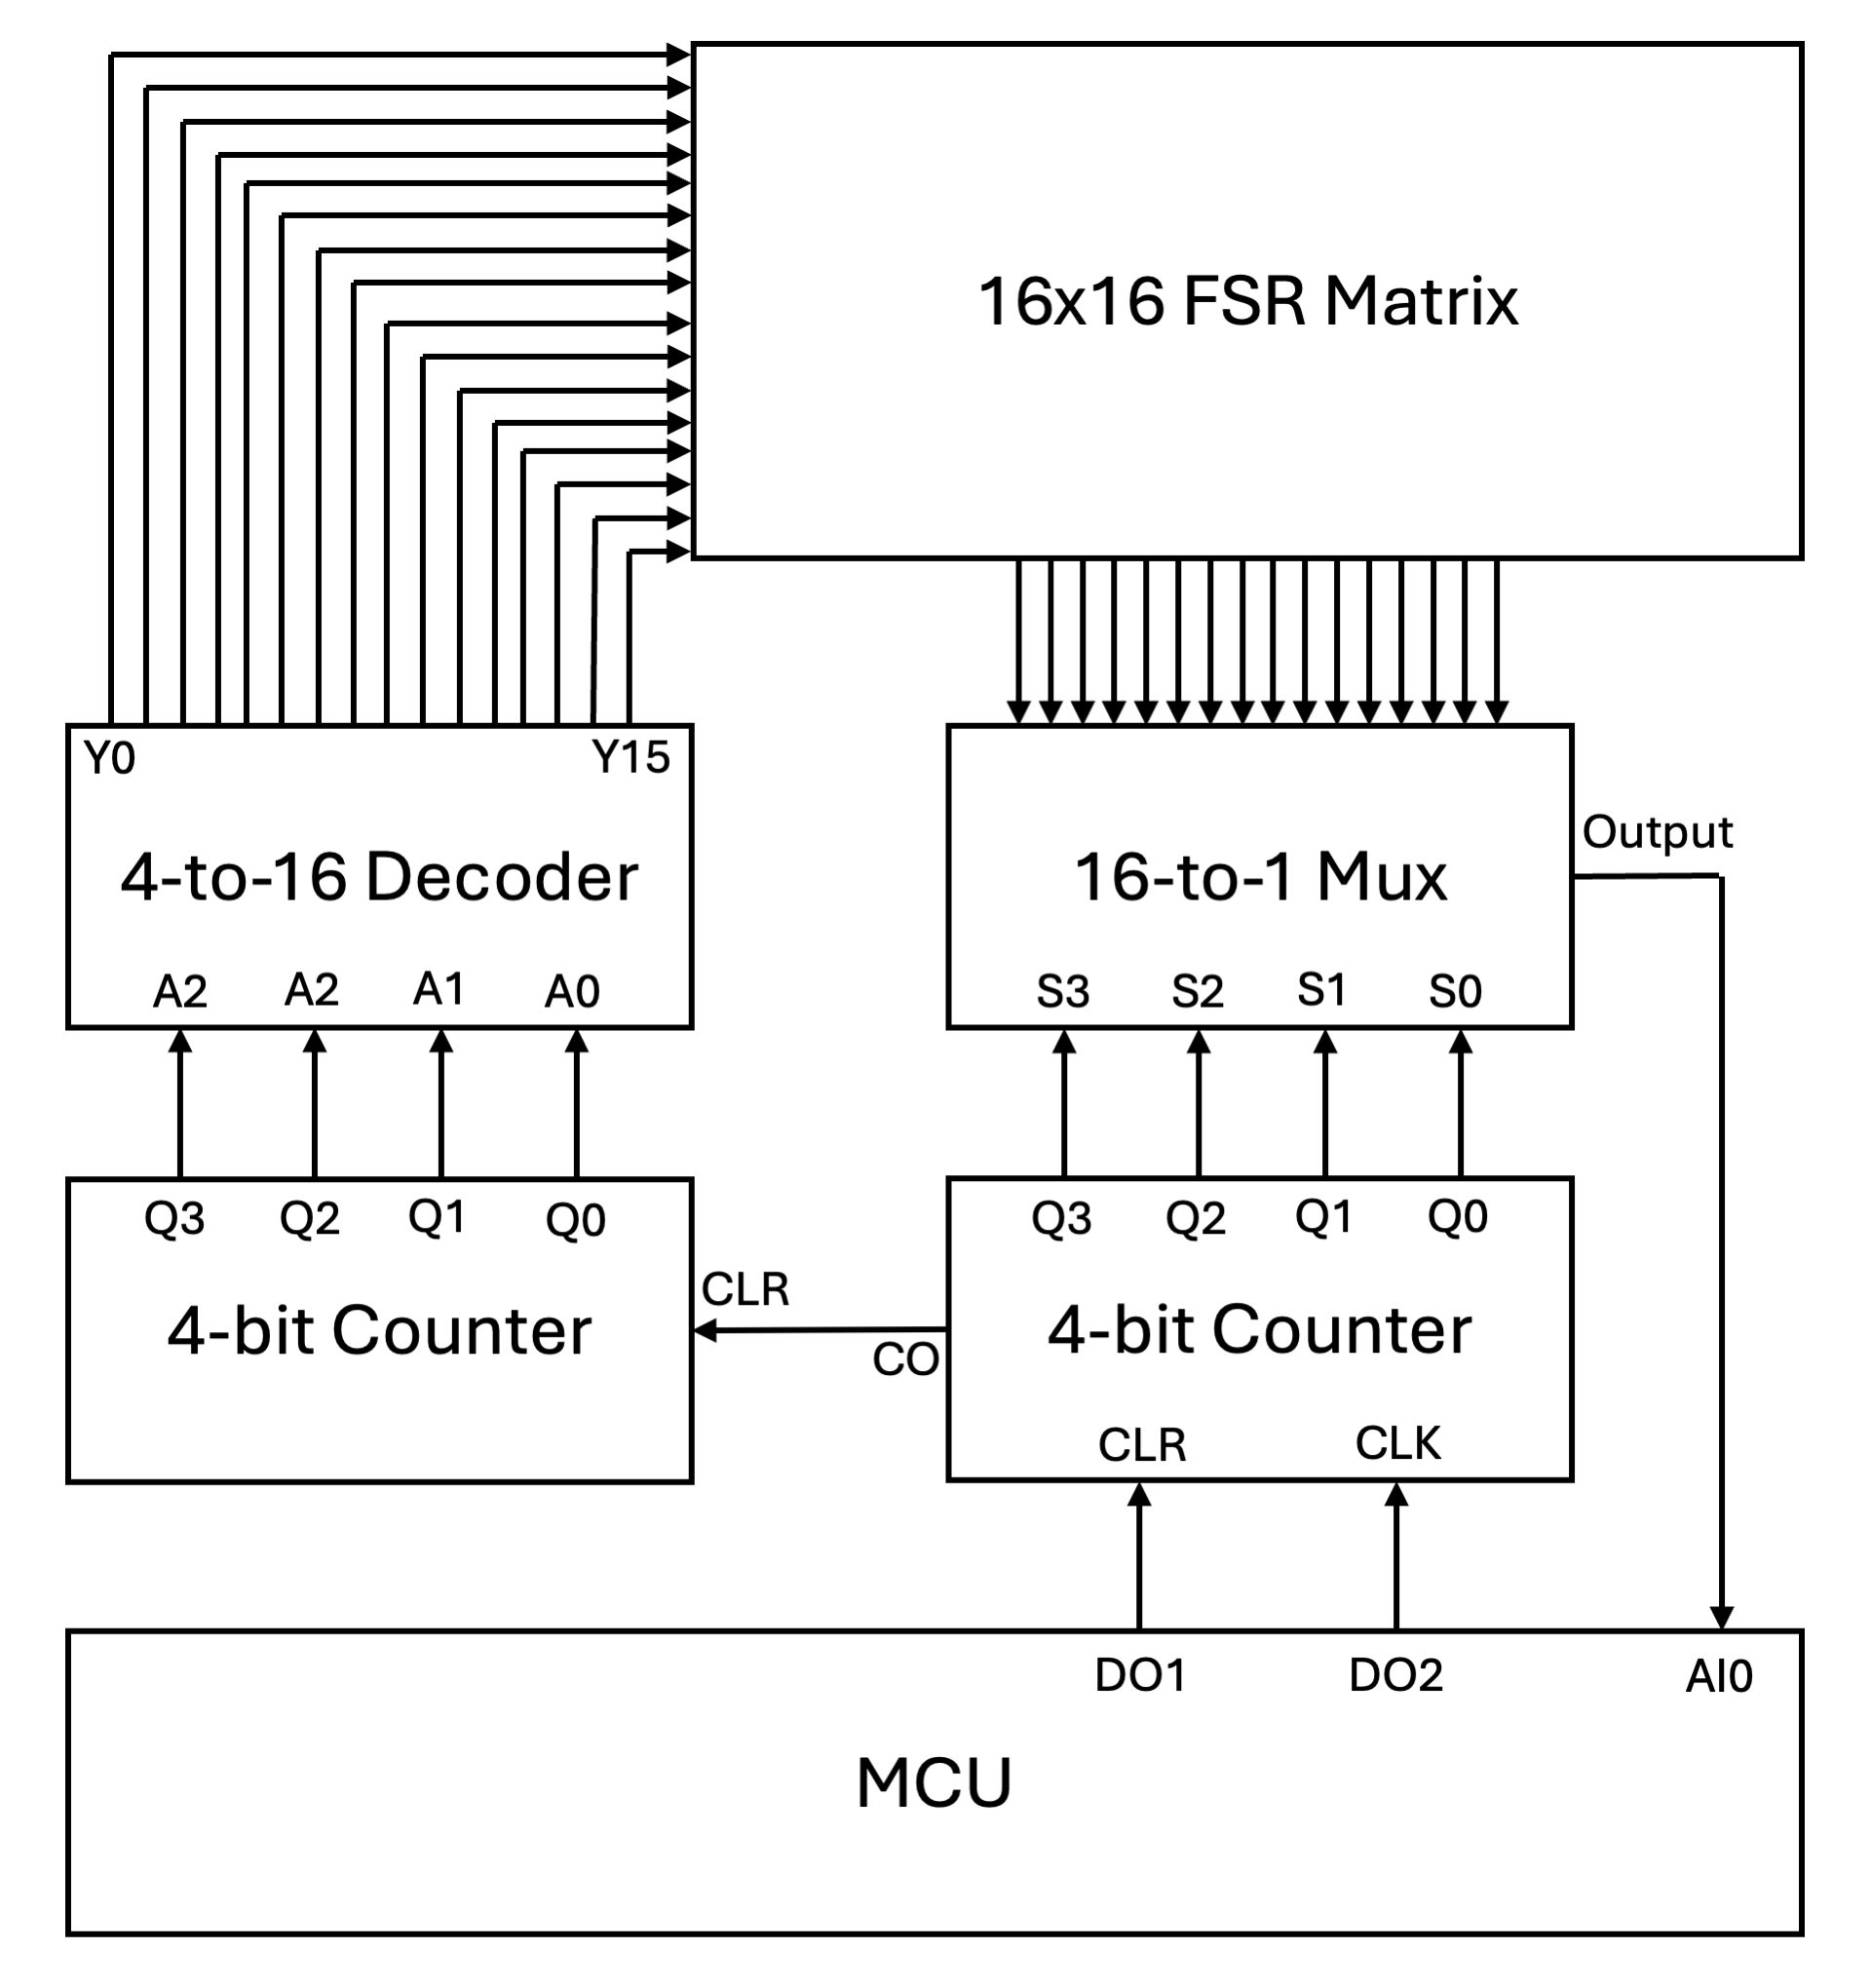 16x16 FSR Matrix
Y0 Y15
4-to-16 Decoder
A2 A2 A1 A0
16-to-1 Mux
S3 S2 S1 S0
Output
Q3 Q2 Q1 Q0
4-bit Counter
CLR
CO
Q3 Q2 Q1 Q0
4-bit Counter
CLR CLK
DO1 DO2 AI0
MCU